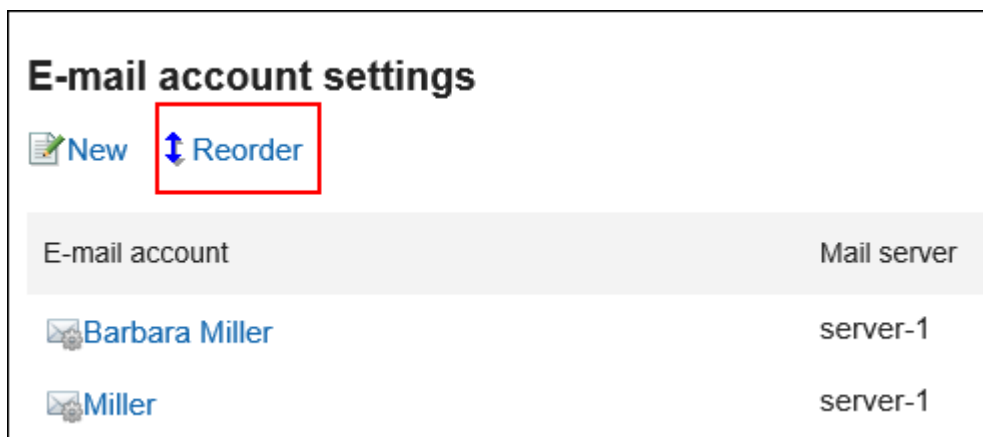 E-mail account settings
New Reorder
E-mail account Mail server
Barbara Miller server-1
Miller server-1